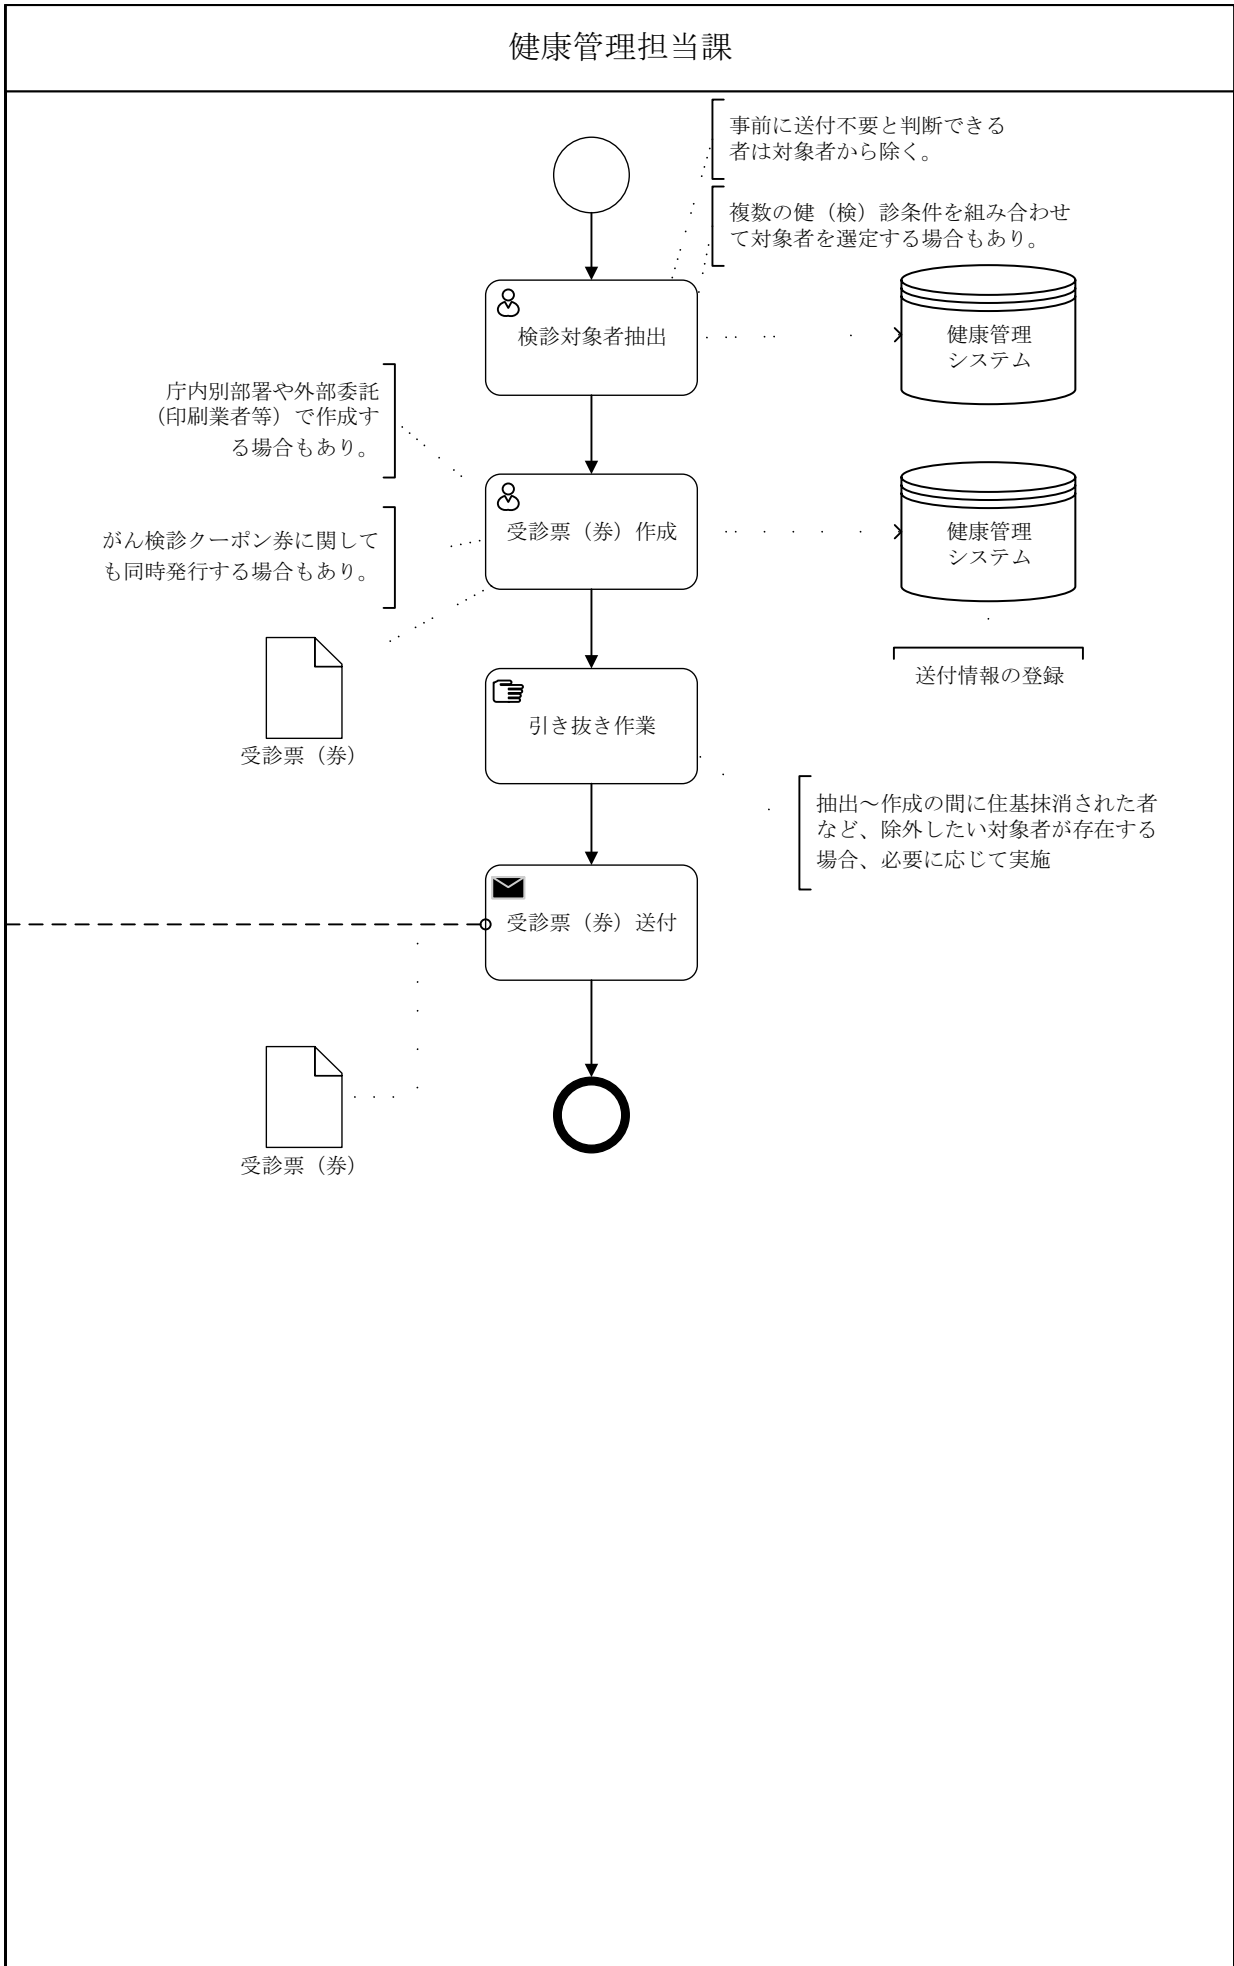 健康管理担当課
事前に送付不要と判断できる
者は対象者から除く。
複数の健（検）診条件を組み合わせ
て対象者を選定する場合もあり。
検診対象者抽出
健康管理
システム
庁内別部署や外部委託
（印刷業者等）で作成す
る場合もあり。
受診票（券）作成
健康管理
システム
がん検診クーポン券に関して
も同時発行する場合もあり。
送付情報の登録
受診票（券）
引き抜き作業
抽出～作成の間に住基抹消された者
など、除外したい対象者が存在する
場合、必要に応じて実施
受診票（券）送付
受診票（券）